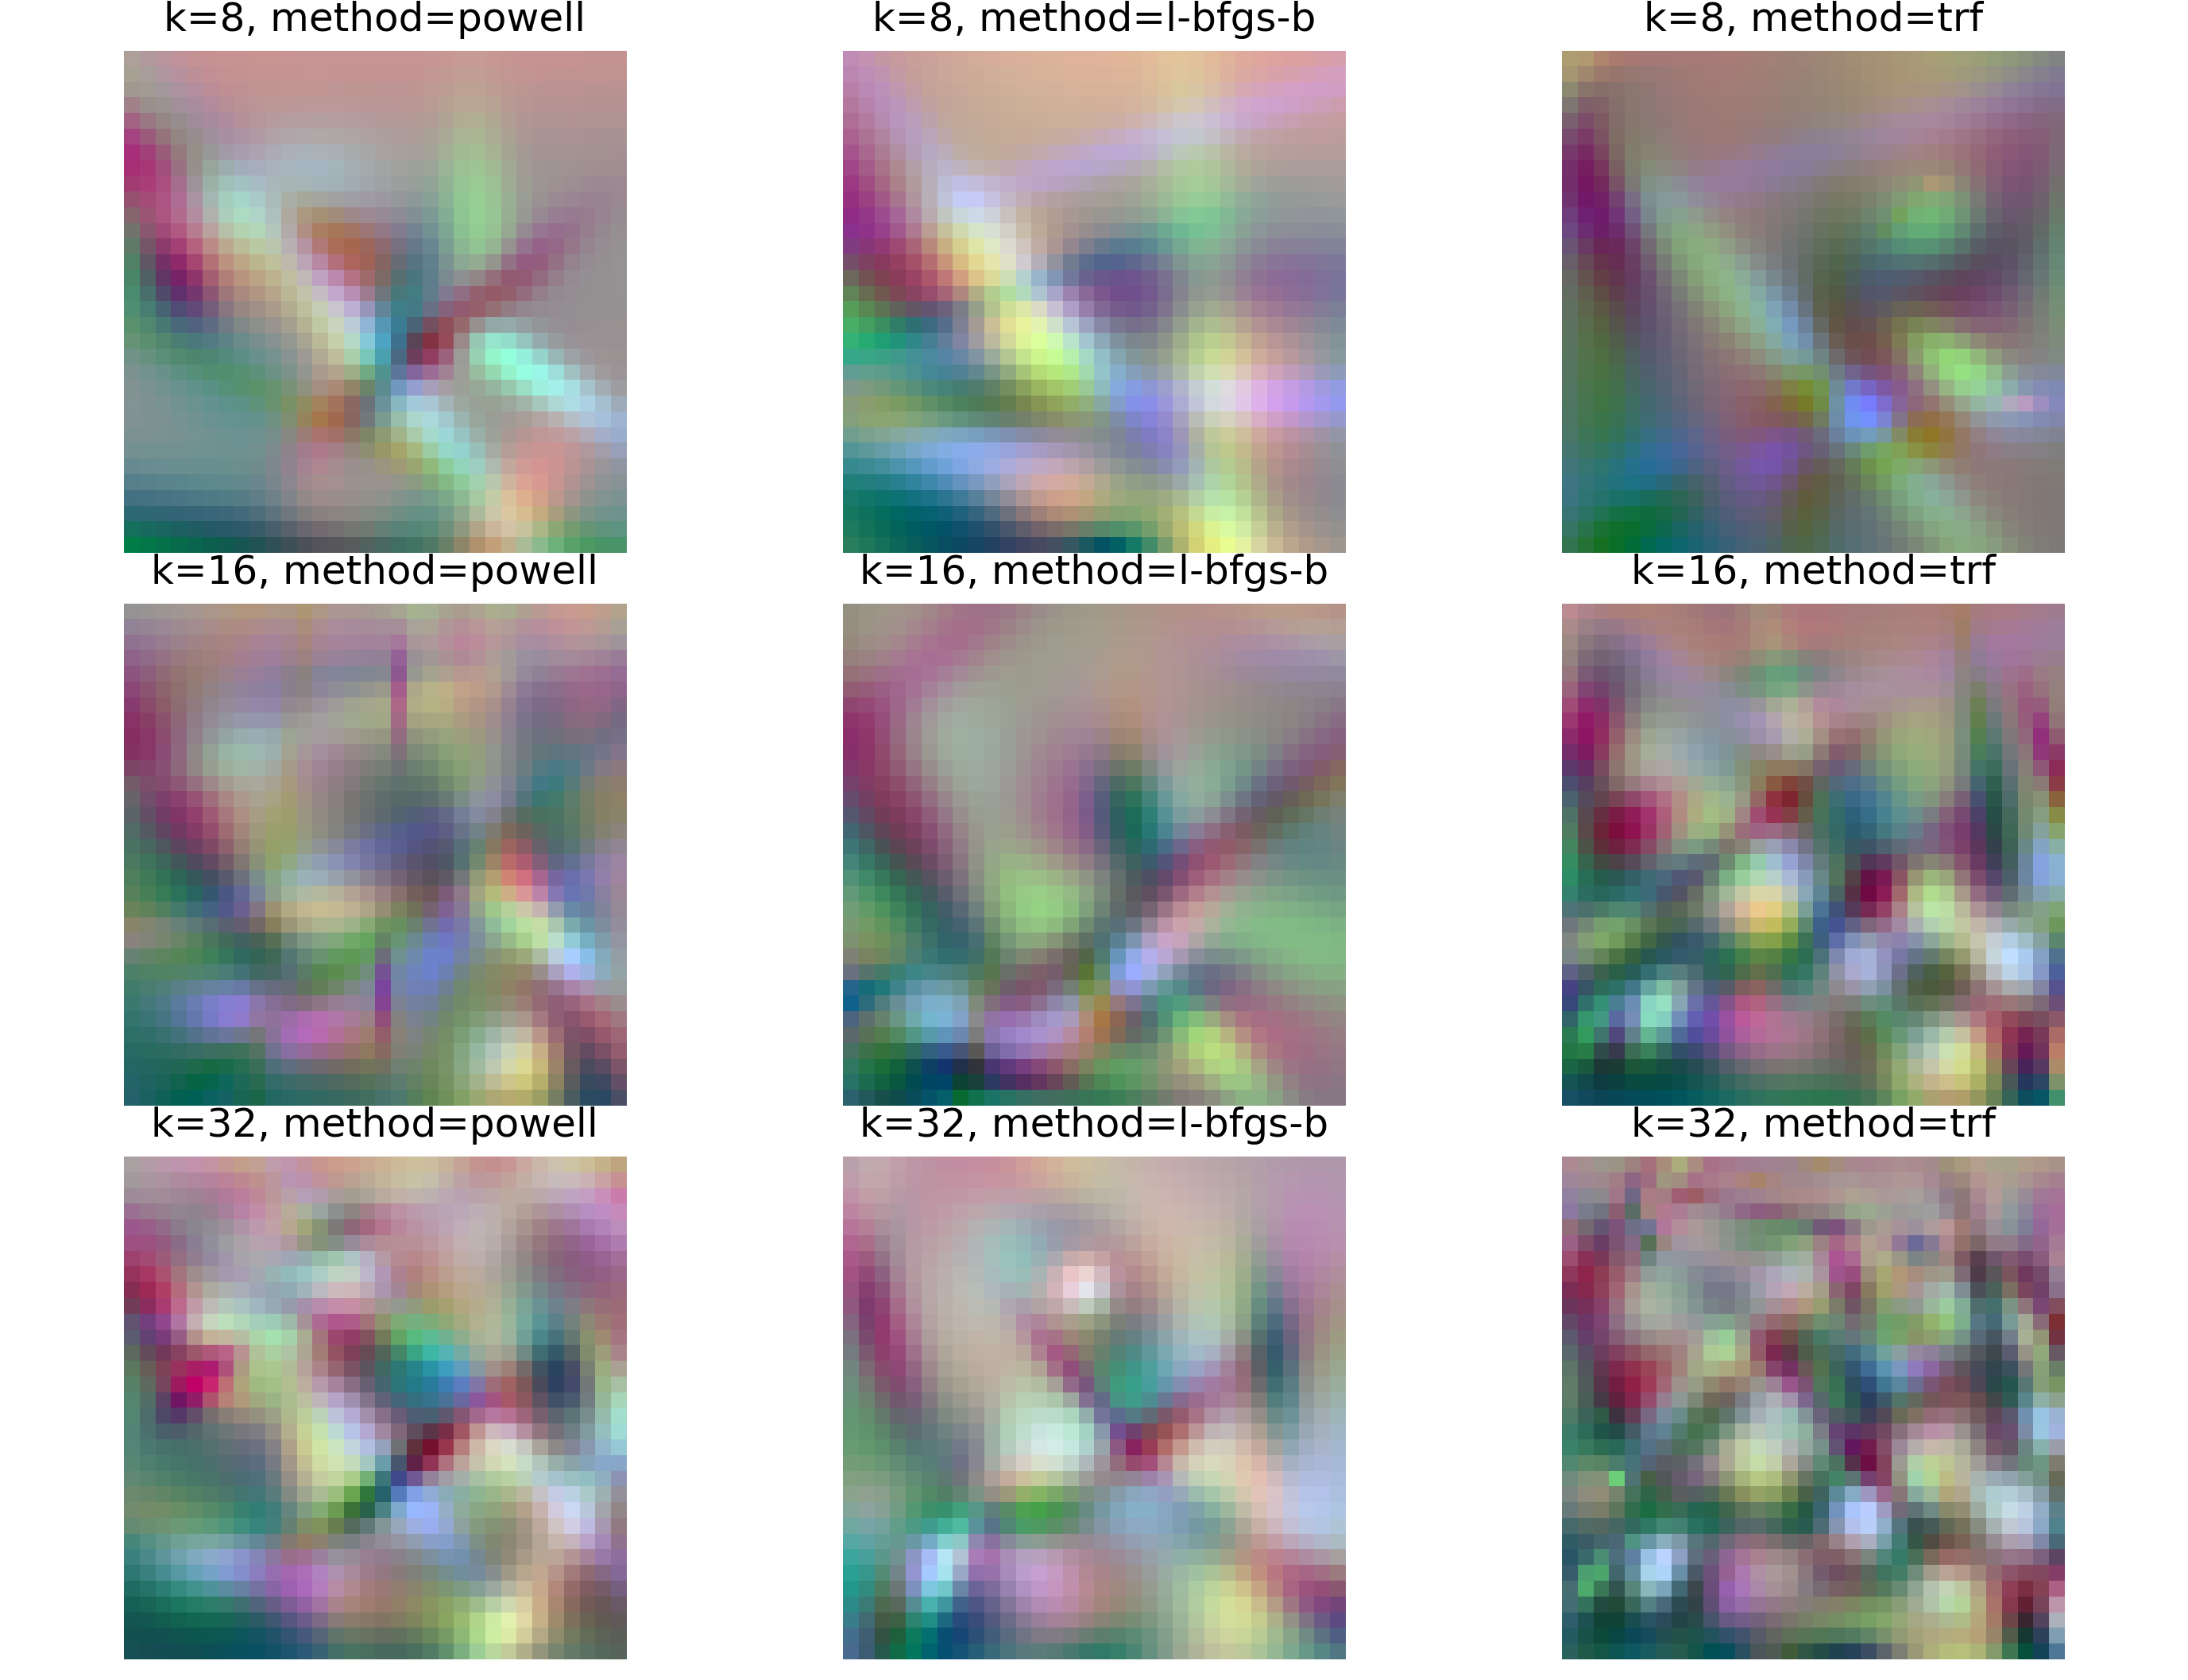 k=8, method=powell
k=8, method=l-bfgs-b
k=8, method=trf
k=16, method=powell
k=16, method=l-bfgs-b
k=16, method=trf
k=32, method=powell
k=32, method=l-bfgs-b
k=32, method=trf